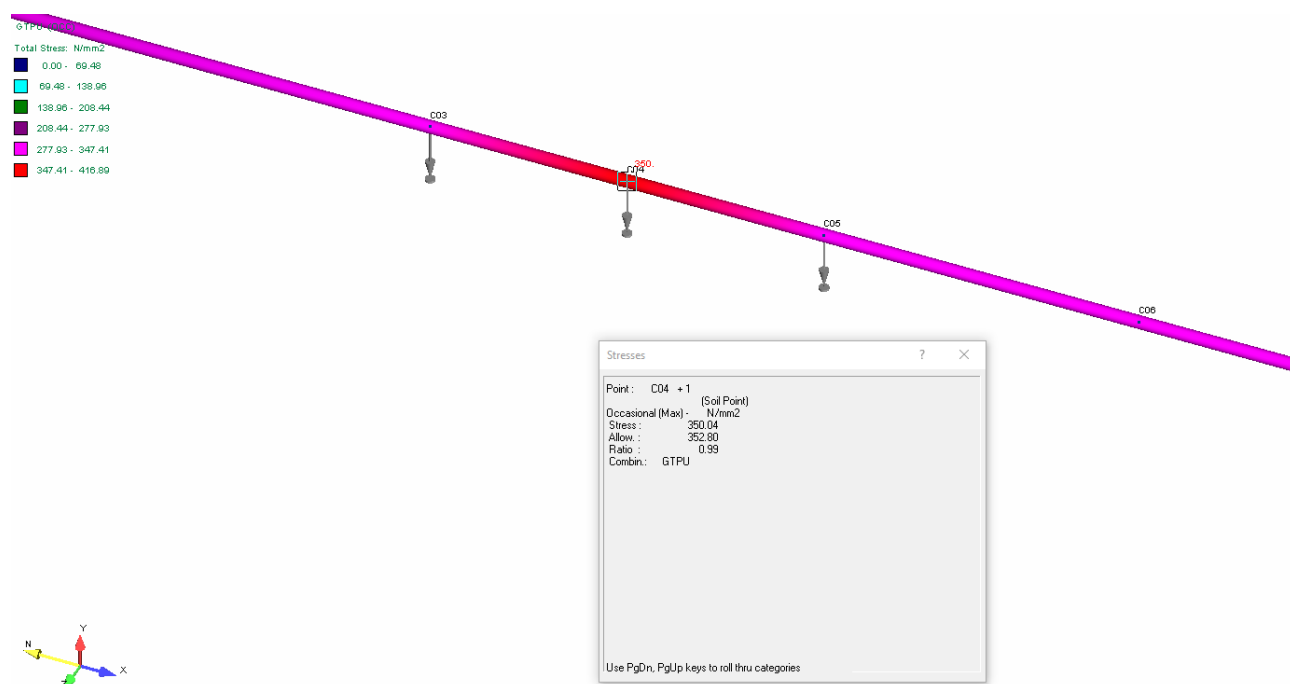 Total Stress: N/mm2
0.00 - 69.48
69.48 - 138.96
138.96 - 208.44
208.44 - 277.93
277.93 - 347.41
347.41 - 416.89
C03
350.
C05
C06
Stresses
?
Point : C04 + 1
(Soil Point)
Occasional (Max) - N/mm2
Stress : 350.04
Allow. : 352.80
Ratio : 0.99
Combin.: GTPU
Use PgDn, PgUp keys to roll thru categories
N
Y
X